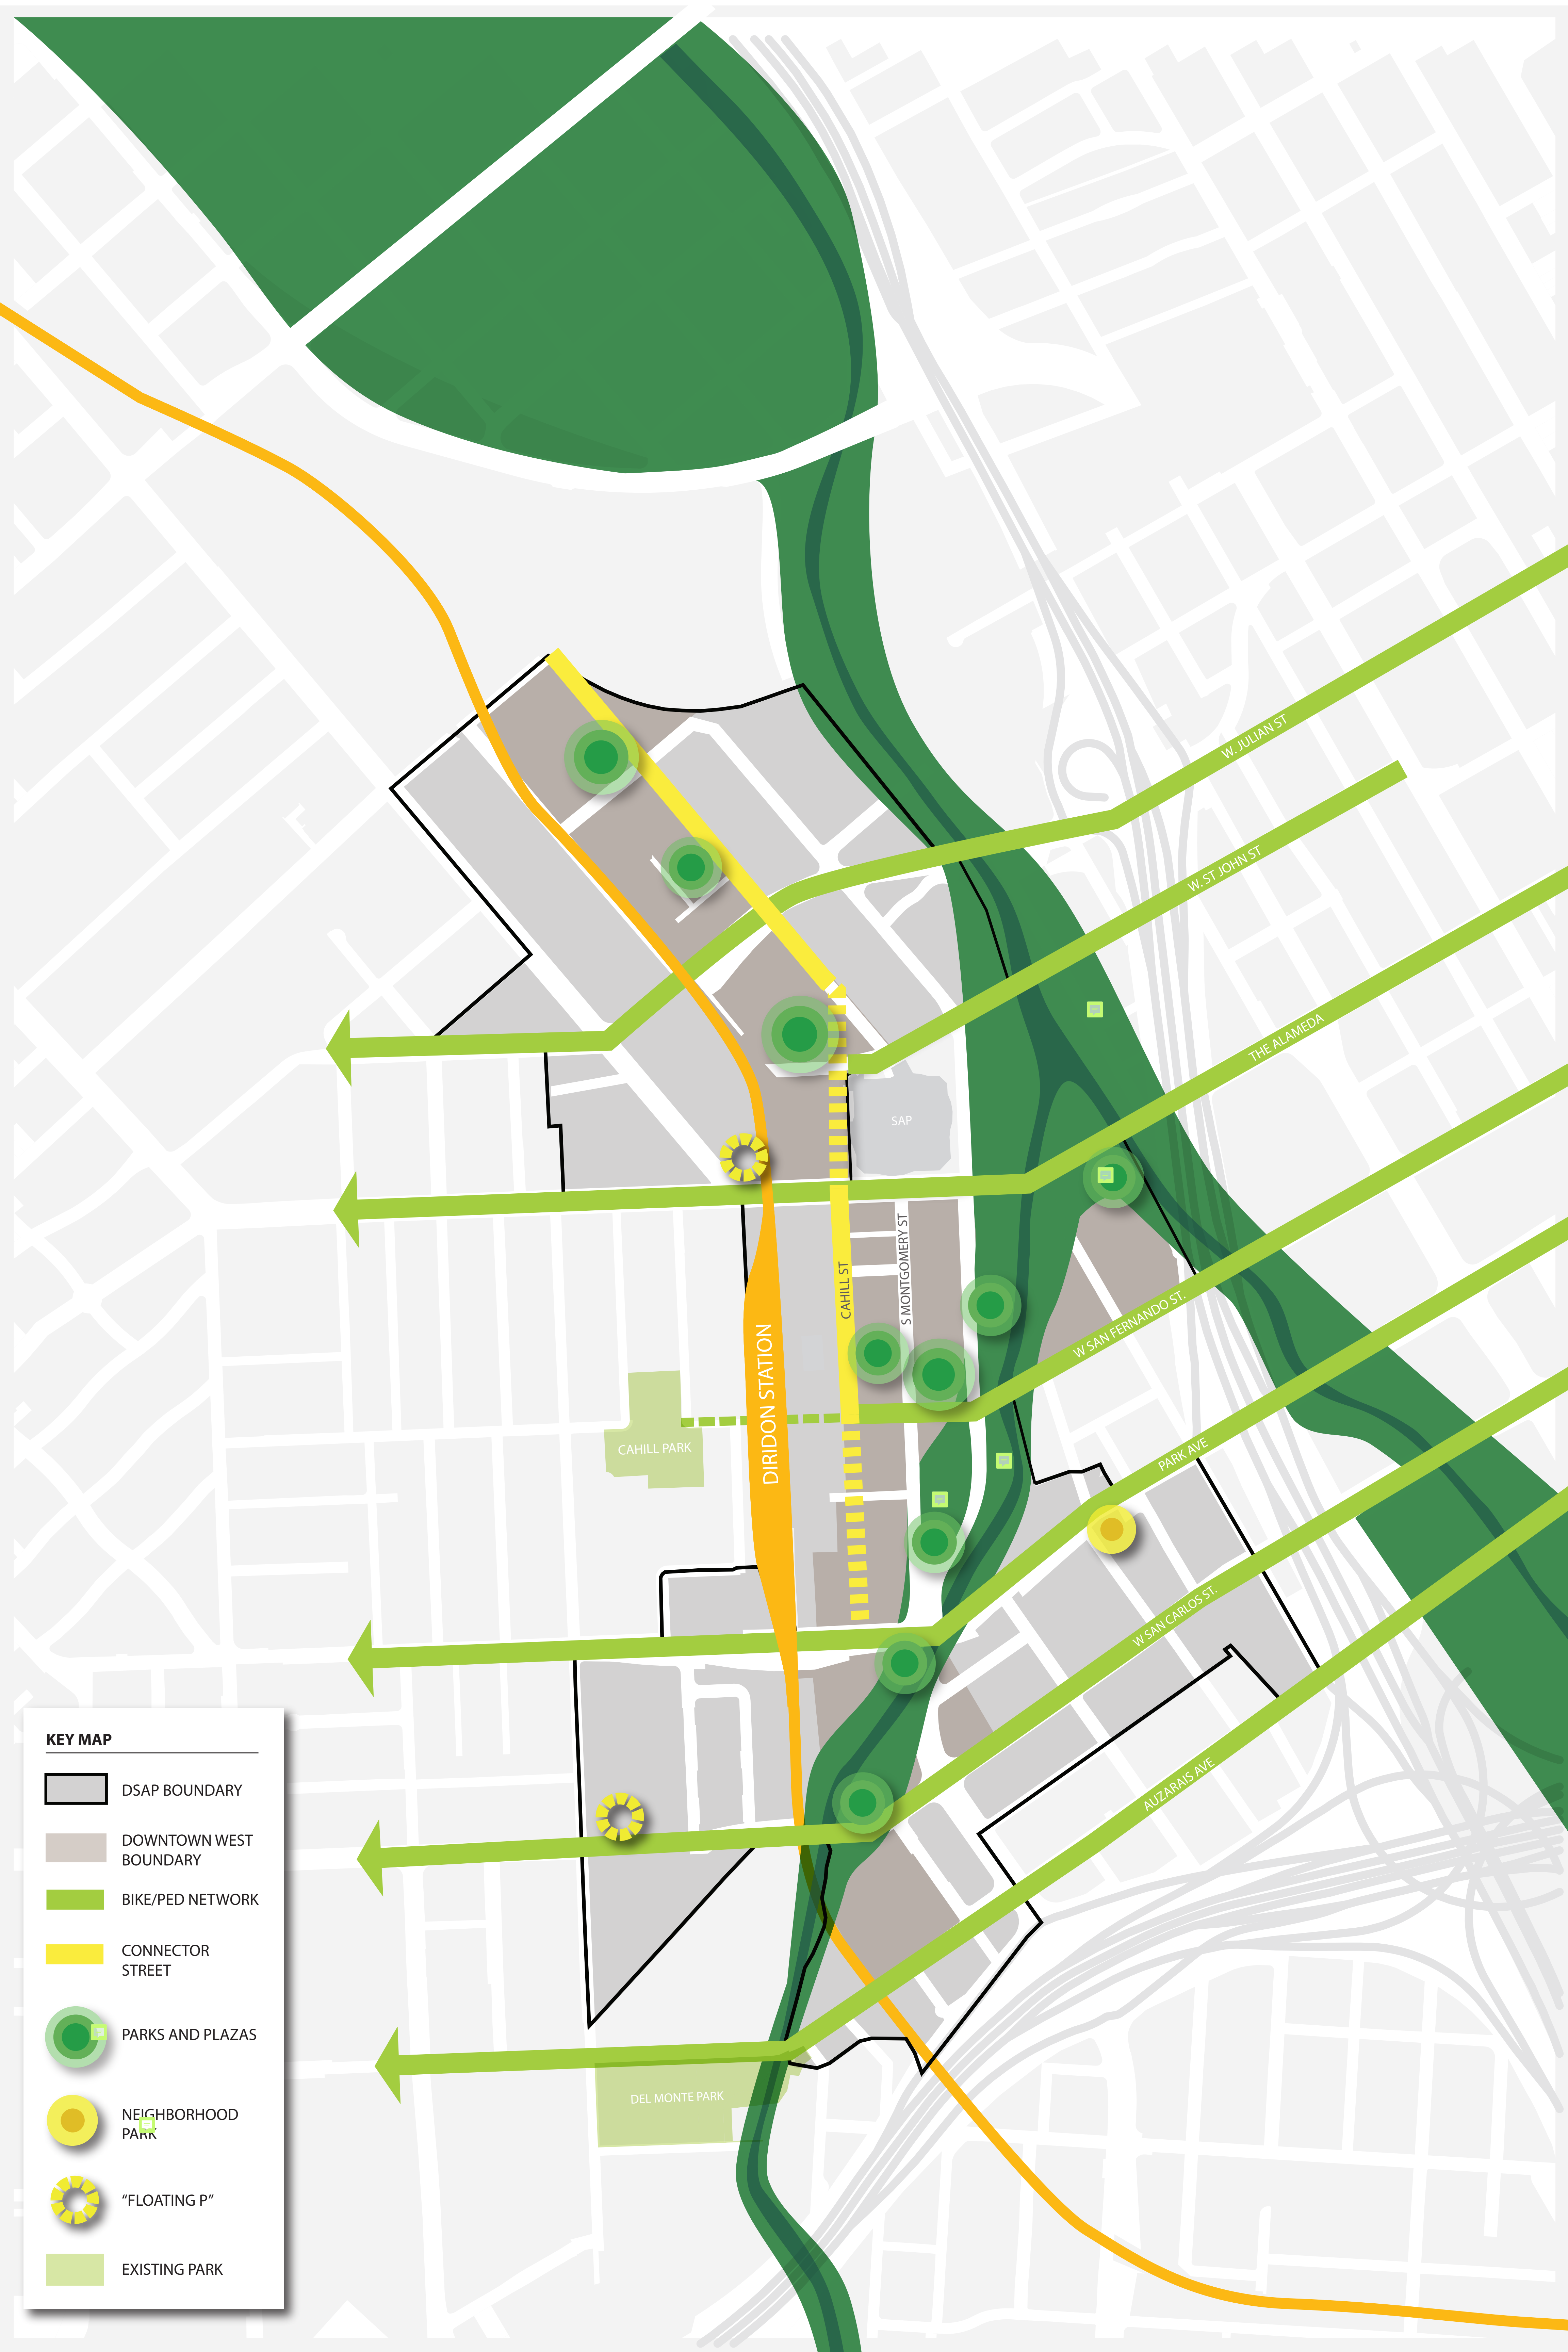 W. JULIAN ST
W. ST JOHN ST
THE ALAMEDA
SAP
CAHILL ST
S MONTGOMERY ST
W SAN FERNANDO ST.
DIRIDON STATION
CAHILL PARK
PARK AVE
W SAN CARLOS ST.
AUZARAIS AVE
DEL MONTE PARK
KEY MAP
DSAP BOUNDARY
DOWNTOWN WEST
BOUNDARY
BIKE/PED NETWORK
CONNECTOR
STREET
PARKS AND PLAZAS
NEIGHBORHOOD
PARK
“FLOATING P”
EXISTING PARK